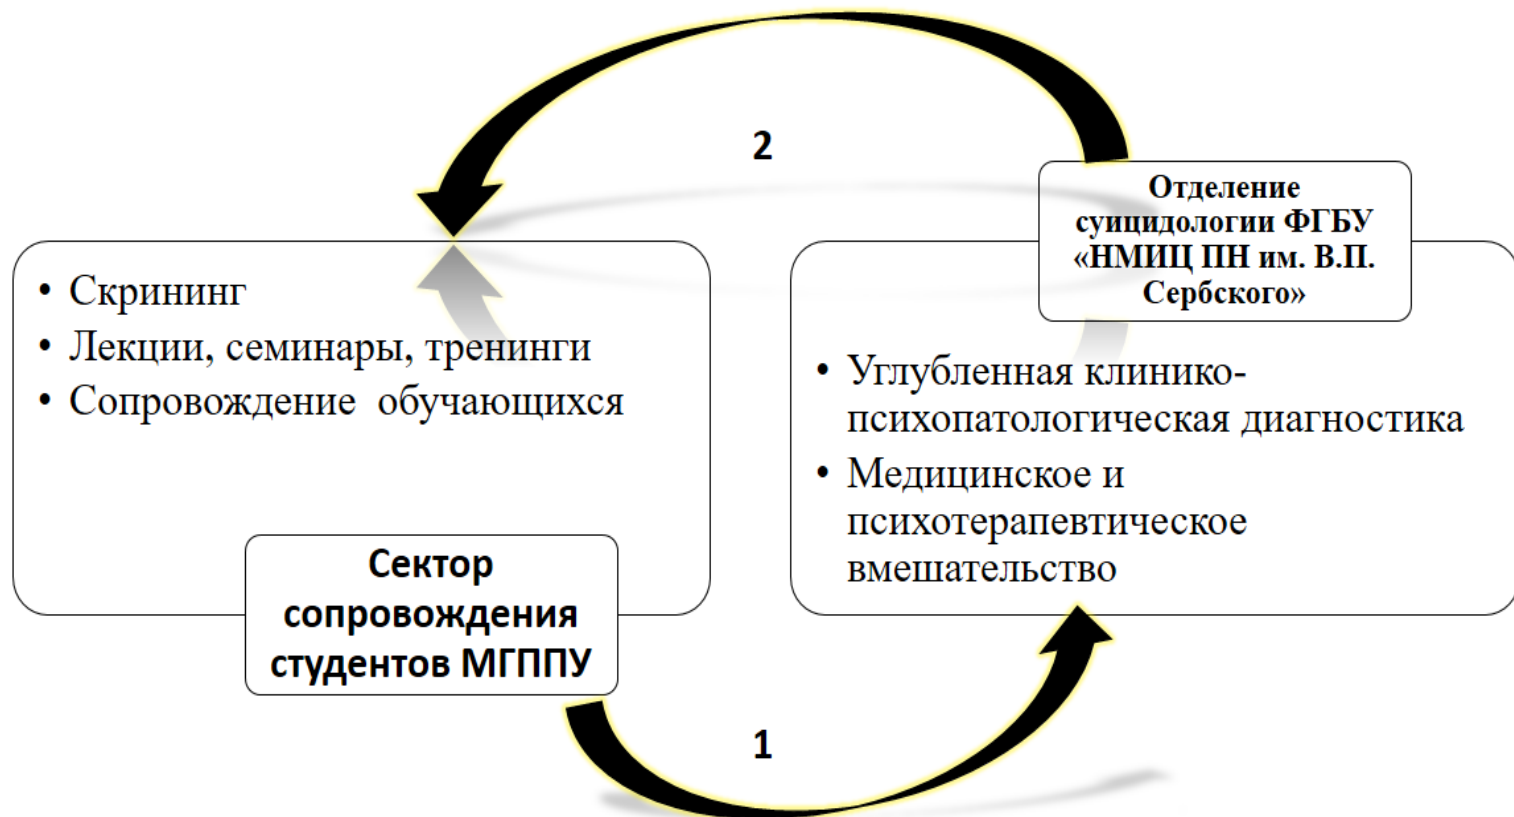 2
Отделение
суицидологии ФГБУ
«НМИЦ ПН им. В.П.
Сербского»
• Скрининг
• Лекции, семинары, тренинги
• Сопровождение обучающихся
Сектор
сопровождения
студентов МГППУ
• Углубленная клинико-
психопатологическая диагностика
• Медицинское и
психотерапевтическое
вмешательство
1